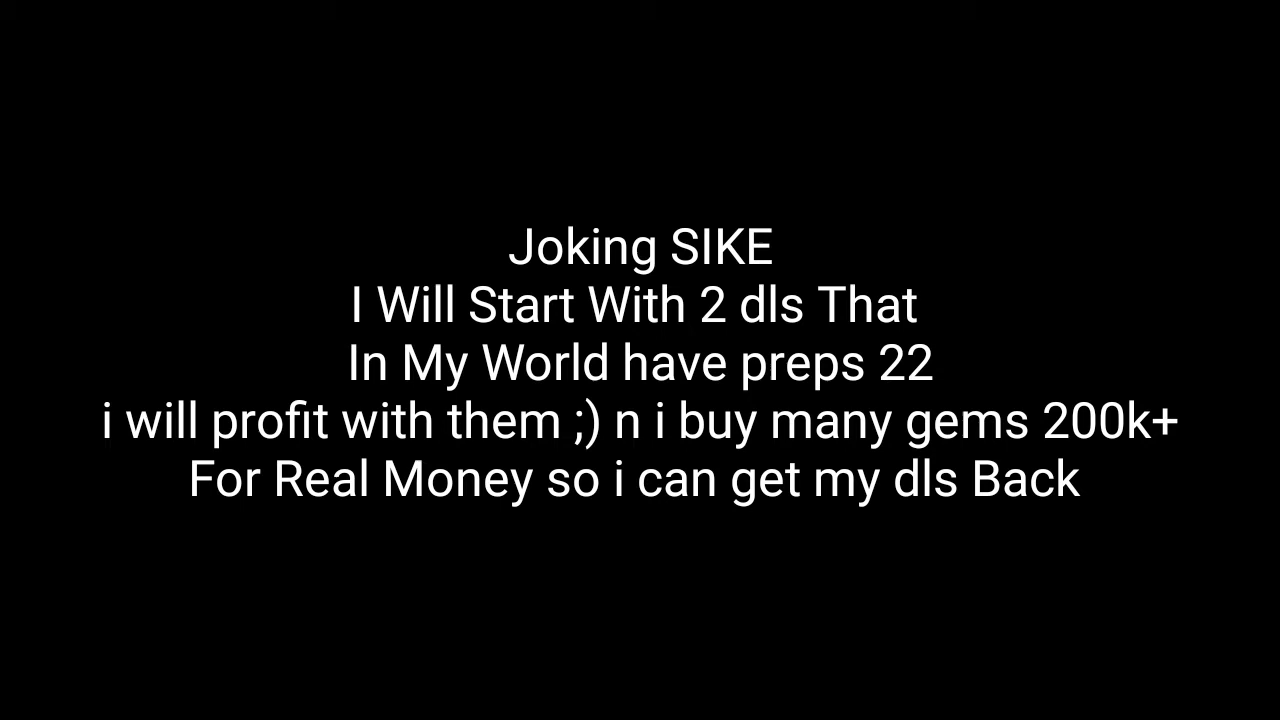 Joking SIKE
I Will Start With 2 dls That
In My World have preps 22
i will profit with them ;) n i buy many gems 200k+
For Real Money so i can get my dls Back